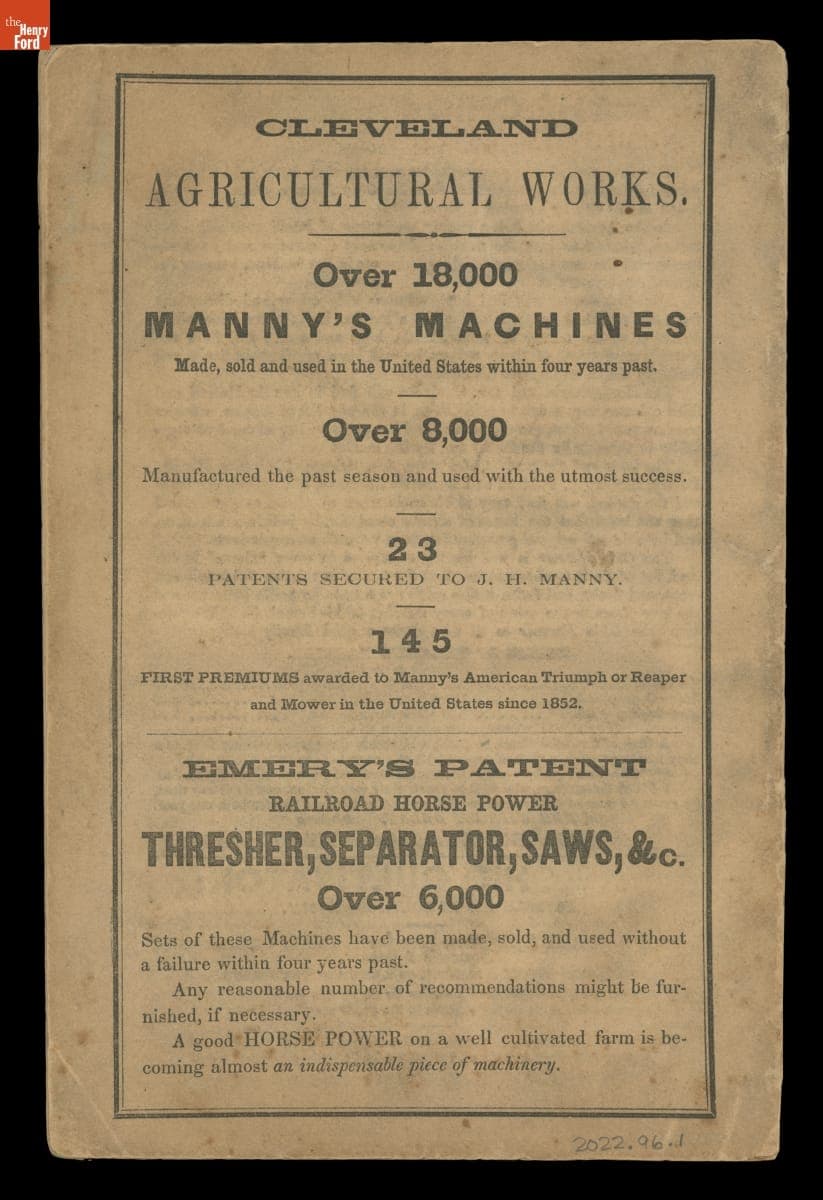 the
Henry
Ford
CLEVELAND
AGRICULTURAL WORKS.
Over 18,000
MANNY'S MACHINES
Made, sold and used in the United States within four years past.
Over 8,000
Manufactured the past season and used with the utmost success.
23
PATENTS SECURED TO J. H. MANNY.
145
FIRST PREMIUMS awarded to Manny's American Triumph or Reaper
and Mower in the United States since 1852.
EMERY'S PATENT
RAILROAD HORSE POWER
THRESHER, SEPARATOR, SAWS, &c.
Over 6,000
Sets of these Machines have been made, sold, and used without
a failure within four years past.
Any reasonable number of recommendations might be fur-
nished, if necessary.
A good HORSE POWER on a well cultivated farm is be-
coming almost an indispensable piece of machinery.
2022.96.1